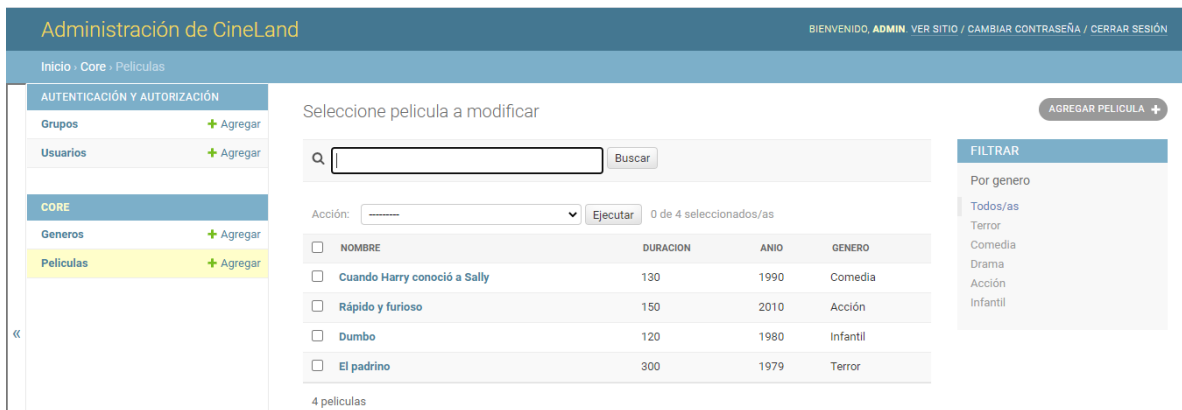 Administración de CineLand
BIENVENIDO, ADMIN. VER SITIO / CAMBIAR CONTRASEÑA / CERRAR SESIÓN
Inicio › Core › Peliculas
AUTENTICACIÓN Y AUTORIZACIÓN
Grupos + Agregar
Usuarios + Agregar
CORE
Generos + Agregar
Peliculas + Agregar
«
Seleccione pelicula a modificar
AGREGAR PELICULA +
Buscar
Acción: --------- Ejecutar 0 de 4 seleccionados/as
NOMBRE DURACION ANIO GENERO
Cuando Harry conoció a Sally 130 1990 Comedia
Rápido y furioso 150 2010 Acción
Dumbo 120 1980 Infantil
El padrino 300 1979 Terror
4 peliculas
FILTRAR
Por genero
Todos/as
Terror
Comedia
Drama
Acción
Infantil